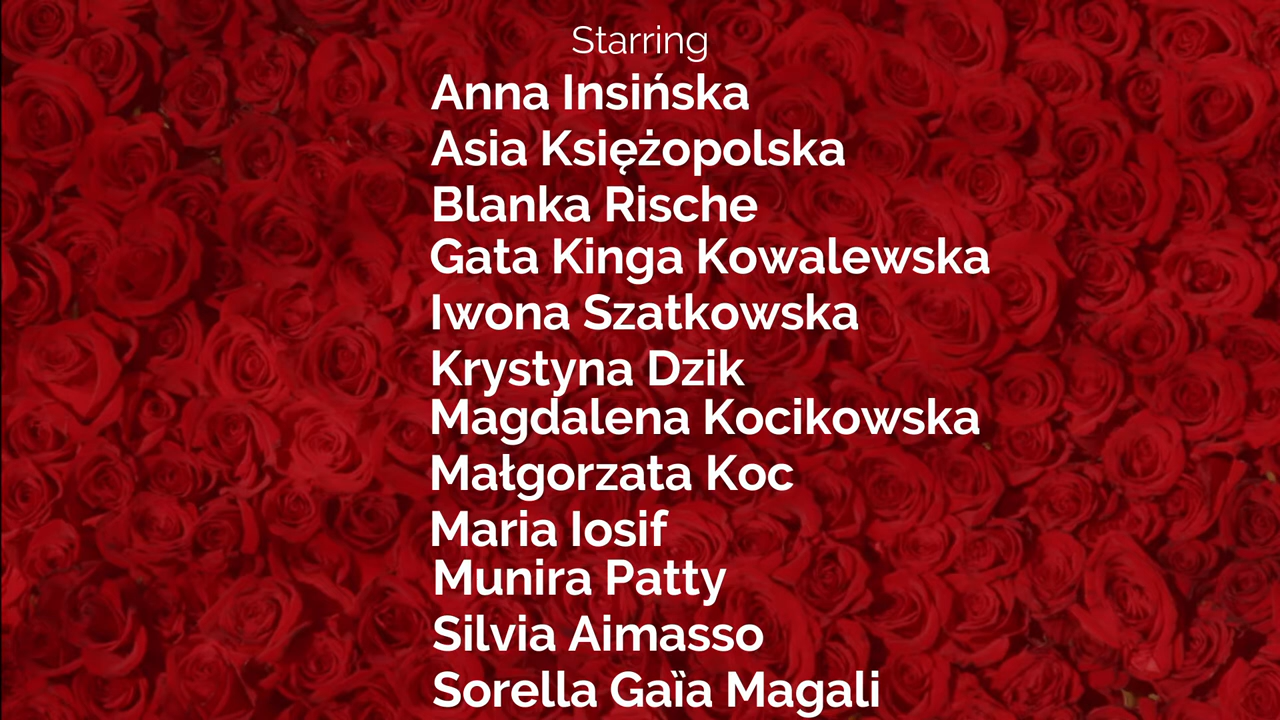 Starring
Anna Insińska
Asia Księżopolska
Blanka Rische
Gata Kinga Kowalewska
Iwona Szatkowska
Krystyna Dzik
Magdalena Kocikowska
Małgorzata Koc
Maria Iosif
Munira Patty
Silvia Aimasso
Sorella Gaïa Magali